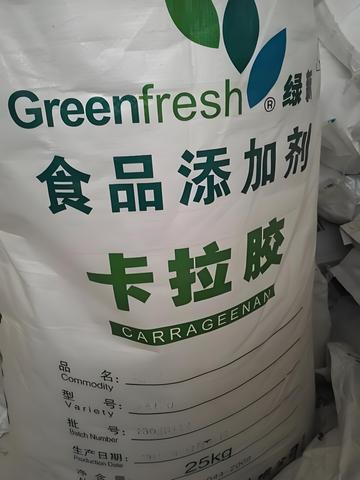 Greenfresh® 绿
食品添加剂
卡拉胶
CARRAGEENAN
品 名:
Commodity
型 号:
Variety
批 号:
Batch Number
生产日期:
Production Date
25kg